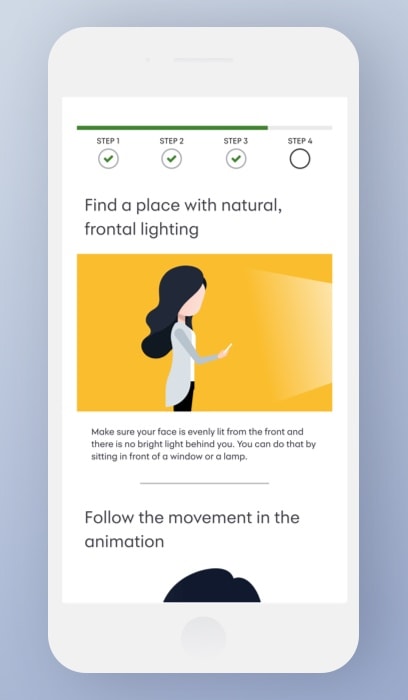 STEP 1 STEP 2 STEP 3 STEP 4
Find a place with natural,
frontal lighting
Make sure your face is evenly lit from the front and
there is no bright light behind you. You can do that by
sitting in front of a window or a lamp.
Follow the movement in the
animation